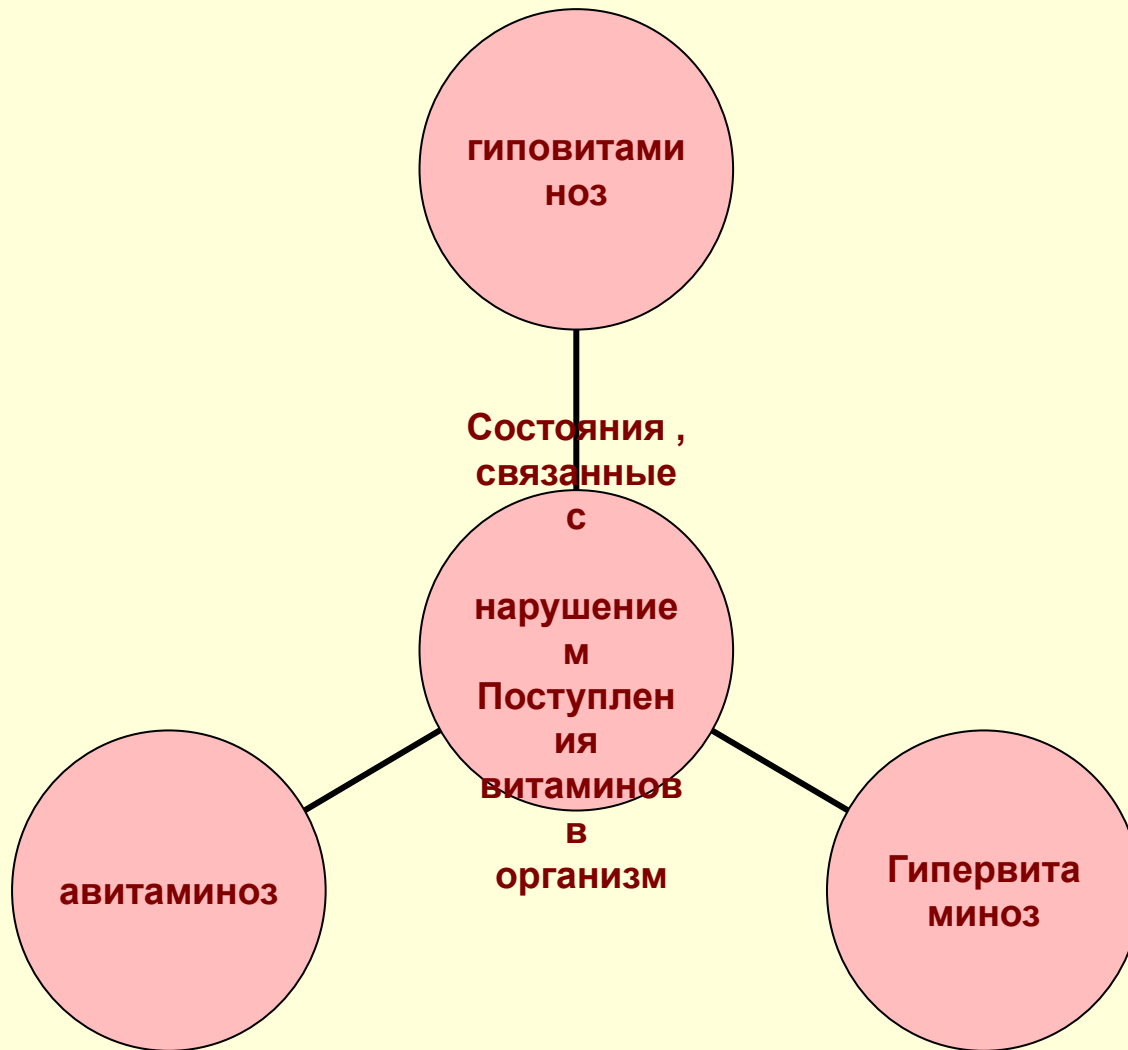 гиповитами
ноз
Состояния ,
связанные
с
нарушение
м
Поступлен
ия
витаминов
в
организм
авитаминоз
Гипервита
миноз